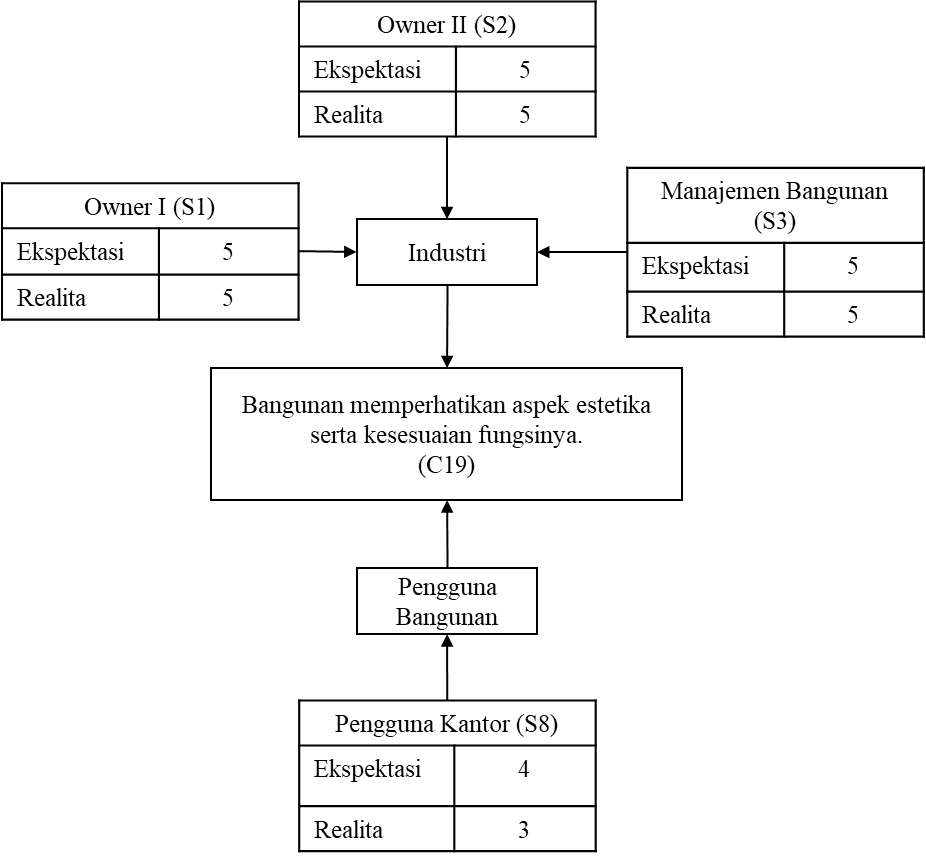 Owner II (S2)
Ekspektasi 5
Realita 5
Owner I (S1)
Ekspektasi 5
Realita 5
Industri
Manajemen Bangunan
(S3)
Ekspektasi 5
Realita 5
Bangunan memperhatikan aspek estetika
serta kesesuaian fungsinya.
(C19)
Pengguna
Bangunan
Pengguna Kantor (S8)
Ekspektasi 4
Realita 3